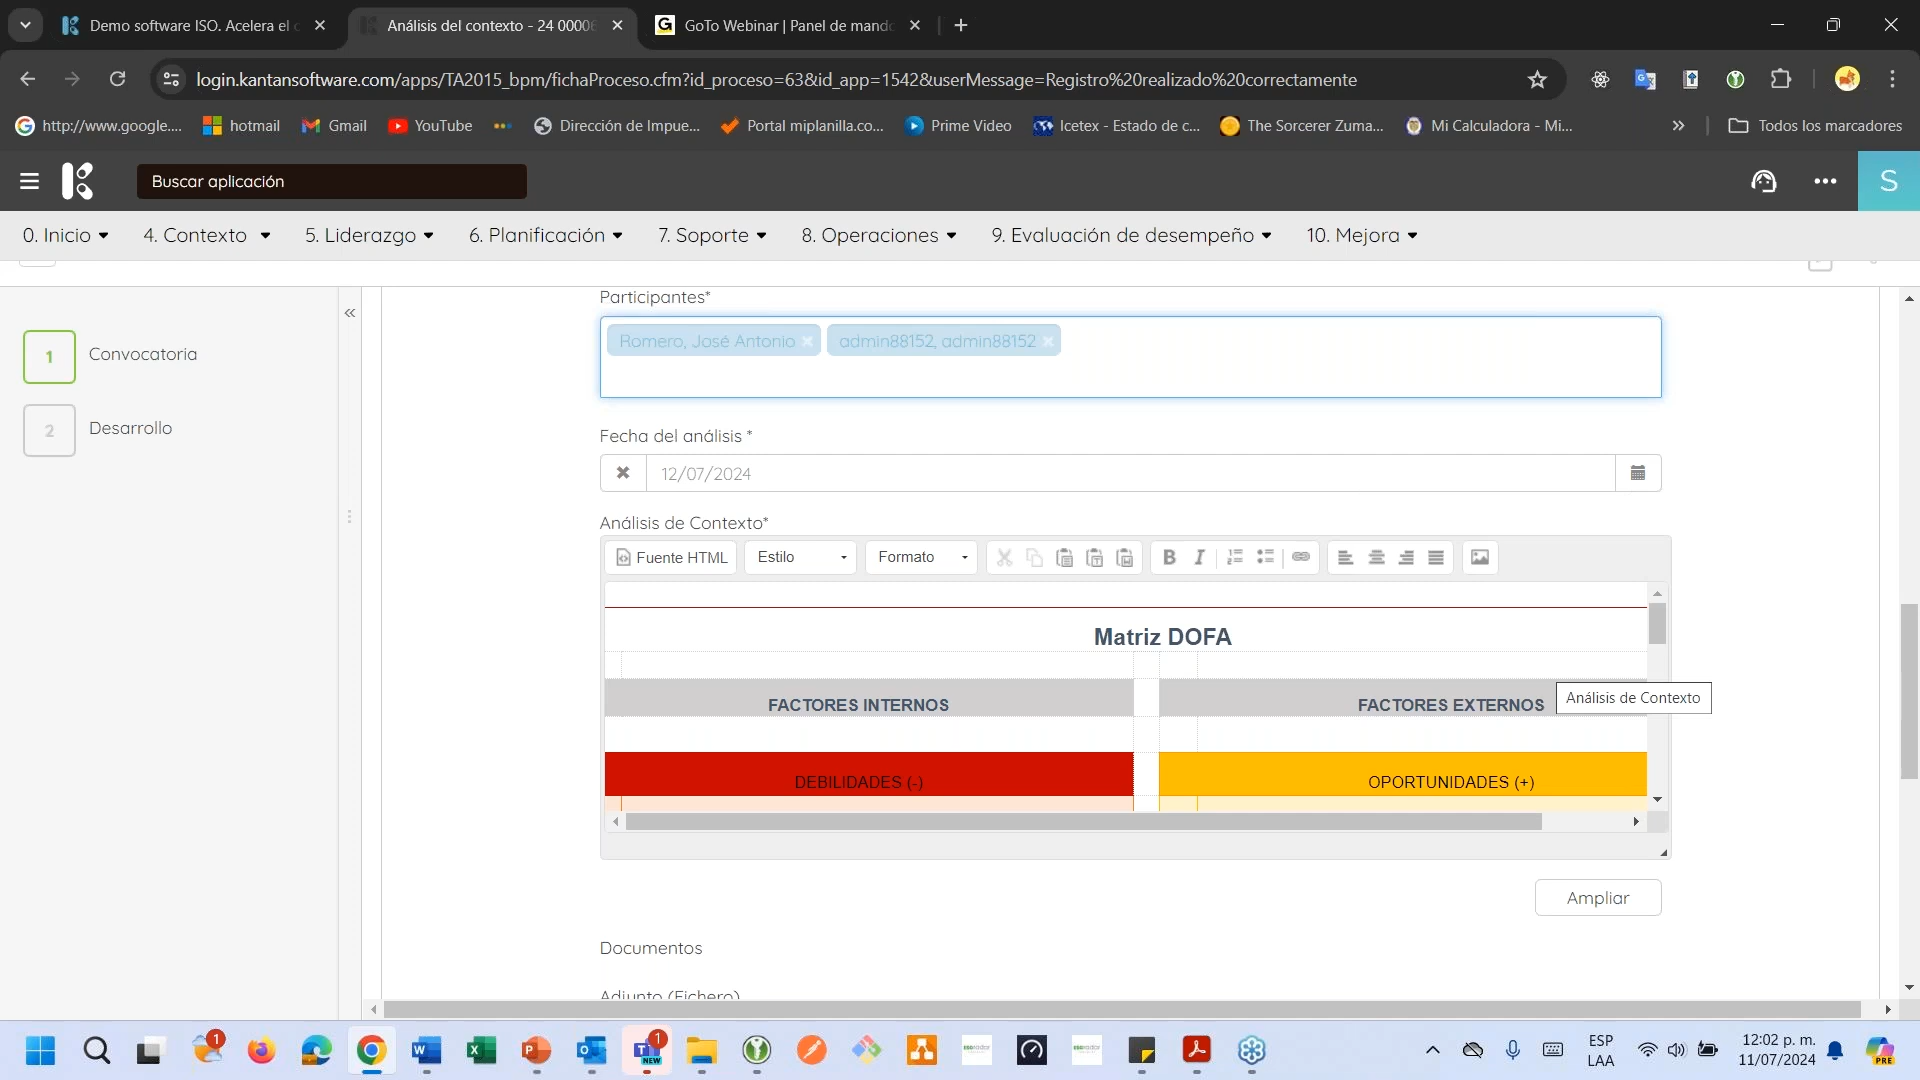 Demo software ISO. Acelera el c
Análisis del contexto - 24 00006
GoTo Webinar | Panel de mando
login.kantansoftware.com/apps/TA2015_bpm/fichaProceso.cfm?id_proceso=63&id_app=1542&userMessage=Registro%20realizado%20correctamente
http://www.google....
hotmail
Gmail
YouTube
Dirección de Impue...
Portal miplanilla.co...
Prime Video
Icetex - Estado de c...
The Sorcerer Zuma...
Mi Calculadora - Mi...
Todos los marcadores
Buscar aplicación
S
0. Inicio
4. Contexto
5. Liderazgo
6. Planificación
7. Soporte
8. Operaciones
9. Evaluación de desempeño
10. Mejora
1 Convocatoria
2 Desarrollo
Participantes*
Romero, José Antonio
admin88152, admin88152
Fecha del análisis *
12/07/2024
Análisis de Contexto*
Fuente HTML
Estilo
Formato
B
I
Matriz DOFA
FACTORES INTERNOS
FACTORES EXTERNOS
Análisis de Contexto
DEBILIDADES (-)
OPORTUNIDADES (+)
Ampliar
Documentos
Adjunto (Fichero)
1
1
NEW
ESP
LAA
12:02 p. m.
11/07/2024
PRE